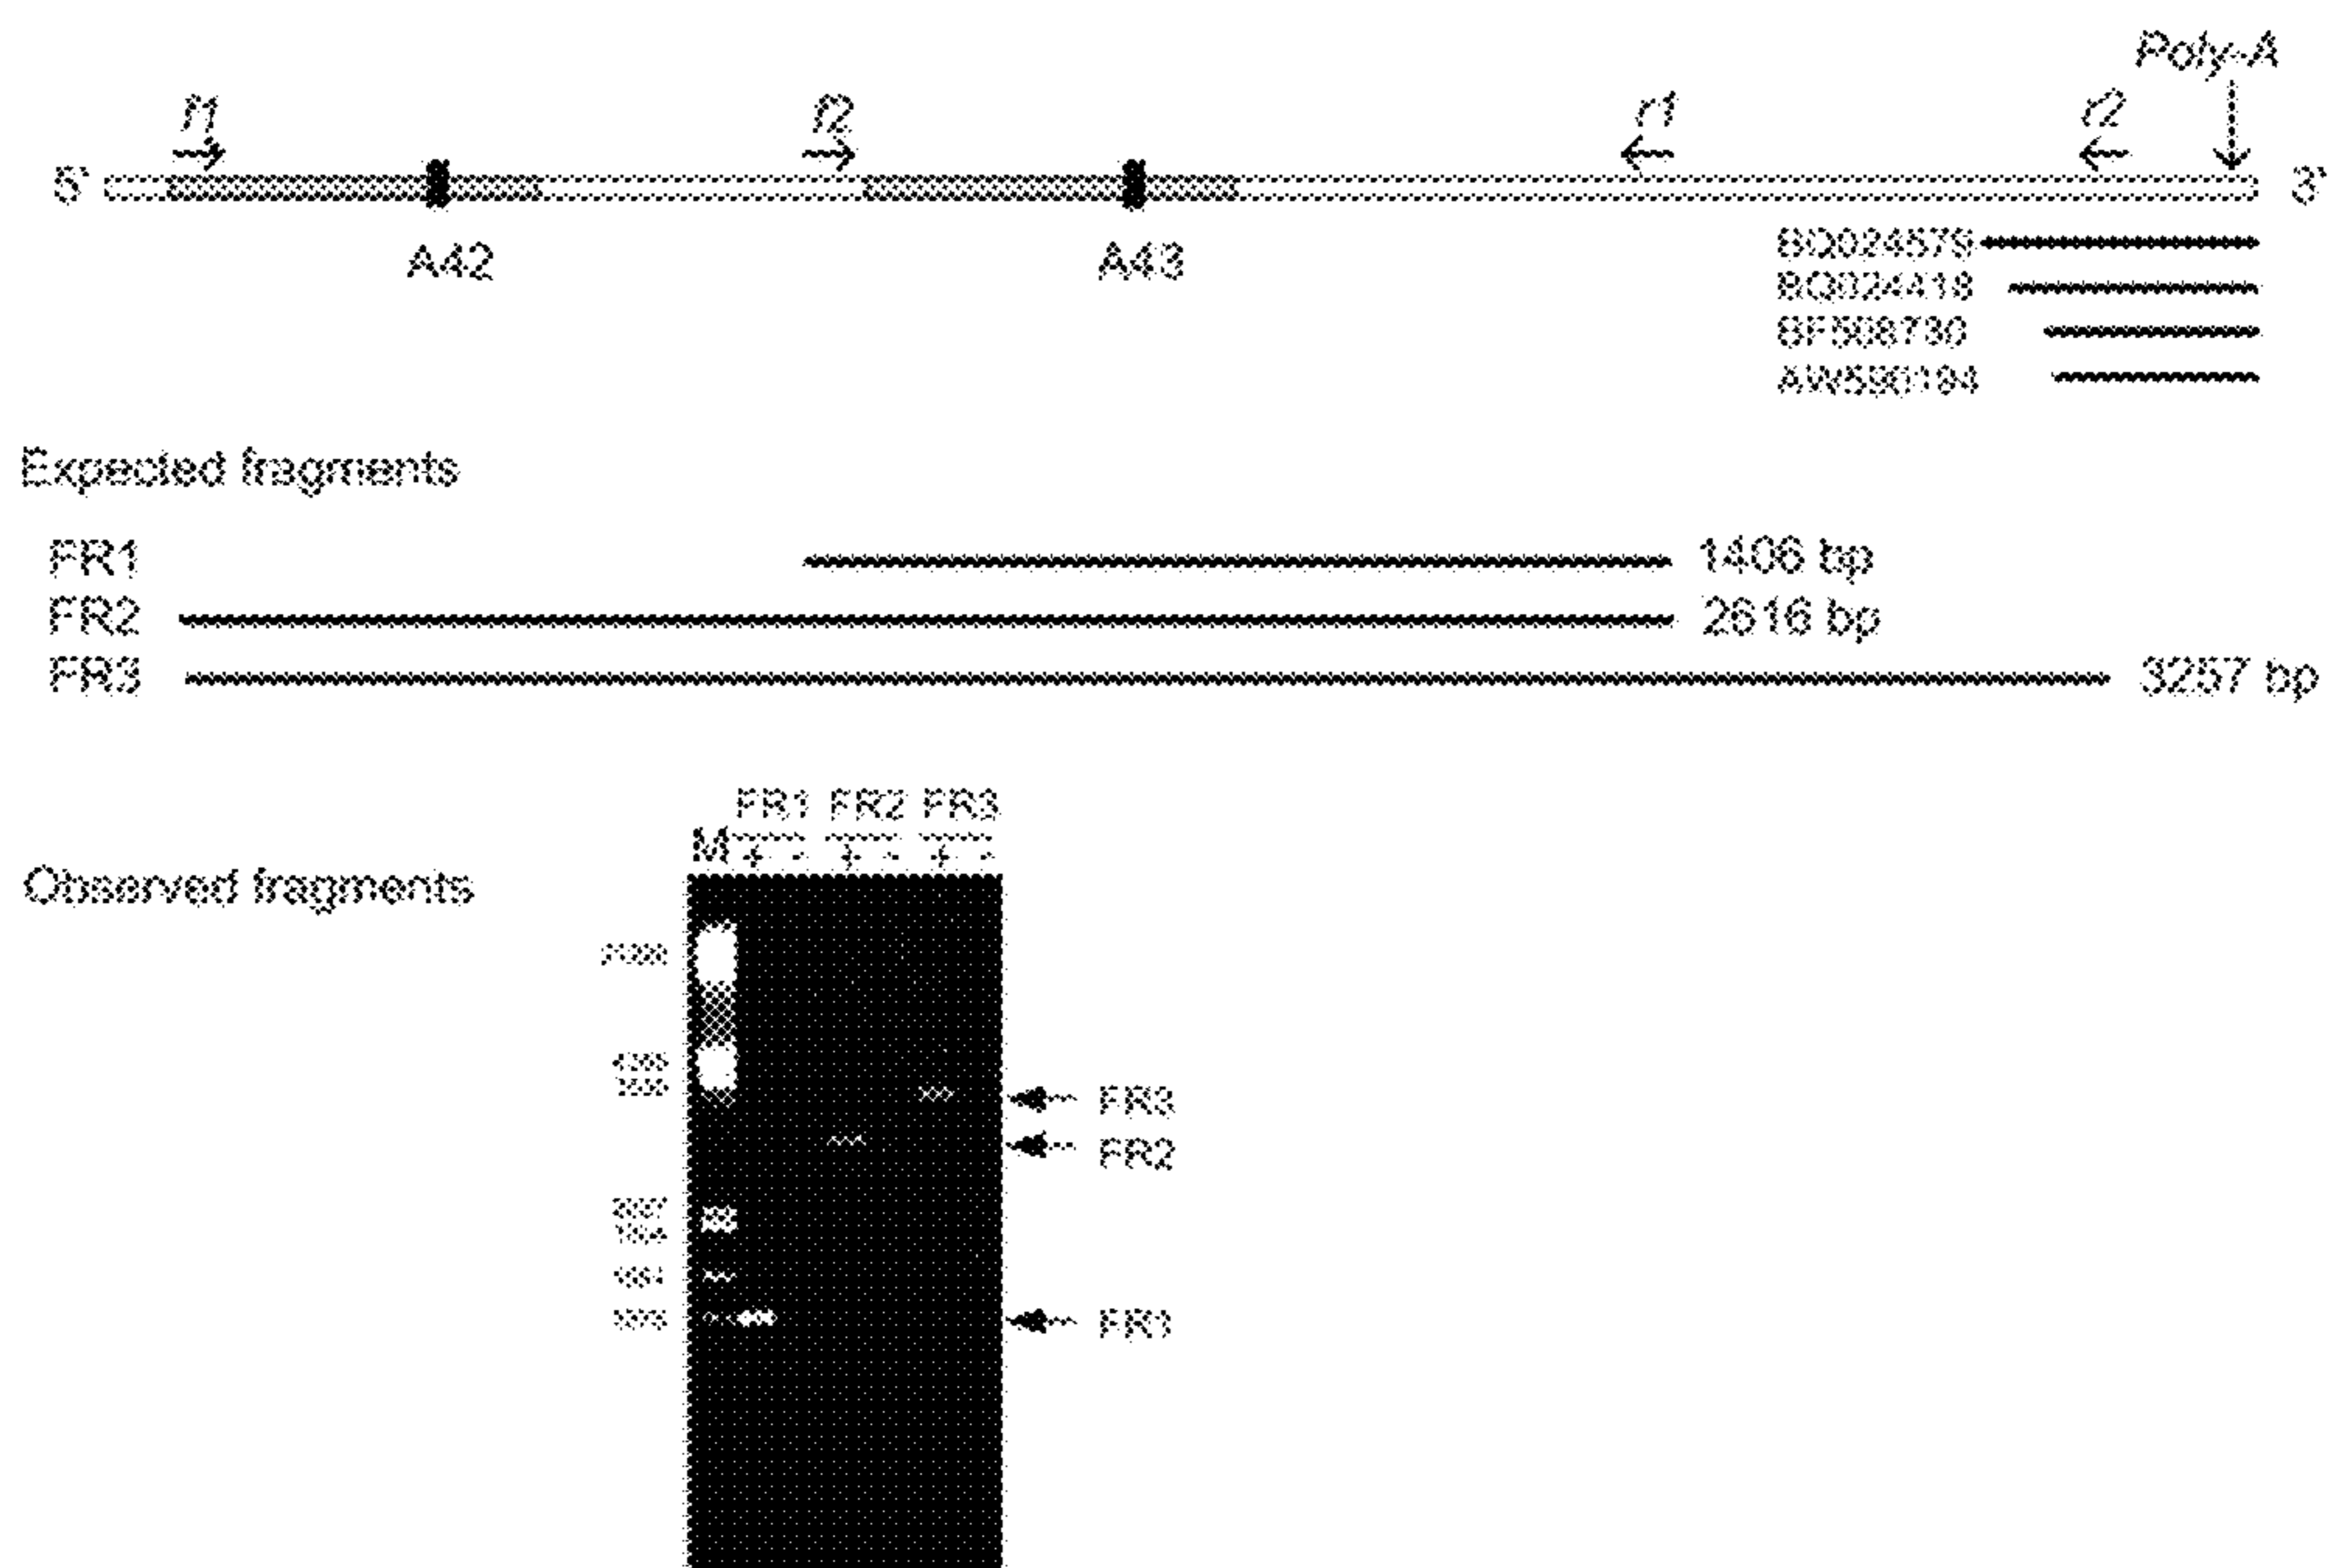 Poly-A
f1 f2 r1 r2
5' 3'
A42 A43
BQ024579
BQ024418
BF508730
Expected fragments
FR1 1406 bp
FR2 2616 bp
FR3 3257 bp
FR1 FR2 FR3
M + - + - + -
Observed fragments
FR3
FR2
FR1